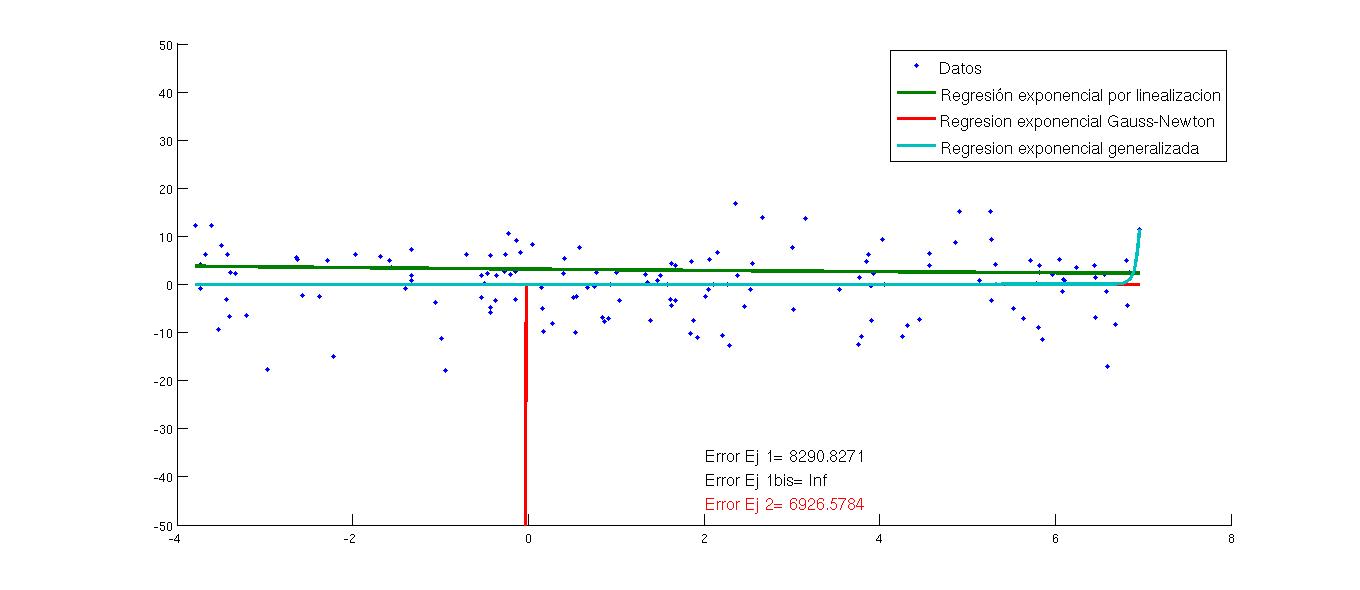 50
40
30
20
10
0
-10
-20
-30
-40
-50
-4
-2
0
2
4
6
8
Datos
Regresión exponencial por linealizacion
Regresion exponencial Gauss-Newton
Regresion exponencial generalizada
Error Ej 1= 8290.8271
Error Ej 1bis= Inf
Error Ej 2= 6926.5784